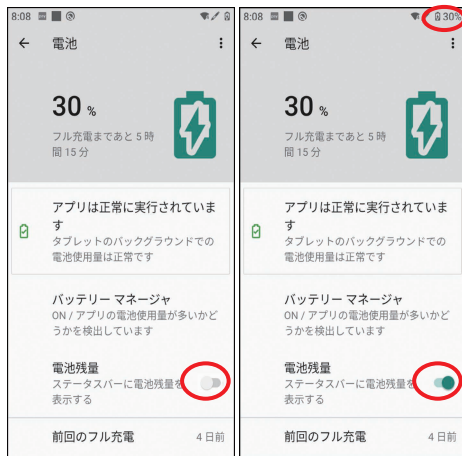 8:08
電池
30 %
フル充電まであと 5 時
間 15 分
アプリは正常に実行されていま
す
タブレットのバックグラウンドでの
電池使用量は正常です
バッテリー マネージャ
ON / アプリの電池使用量が多いかど
うかを検出しています
電池残量
ステータスバーに電池残量を
表示する
前回のフル充電
4 日前
8:08
30%
電池
30 %
フル充電まであと 5 時
間 15 分
アプリは正常に実行されていま
す
タブレットのバックグラウンドでの
電池使用量は正常です
バッテリー マネージャ
ON / アプリの電池使用量が多いかど
うかを検出しています
電池残量
ステータスバーに電池残量を
表示する
前回のフル充電
4 日前